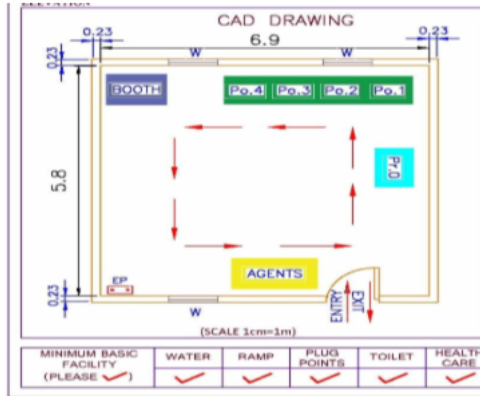 CAD DRAWING
0.23
6.9
0.23
W
W
0.23
BOOTH
Po.4
Po.3
Po.2
Po.1
5.8
Pr.O
EP
AGENTS
0.23
W
ENTRY
EXIT
(SCALE 1cm=1m)
MINIMUM BASIC
FACILITY
(PLEASE ✓)
WATER
RAMP
PLUG
POINTS
TOILET
HEALTH
CARE
✓ ✓ ✓ ✓ ✓